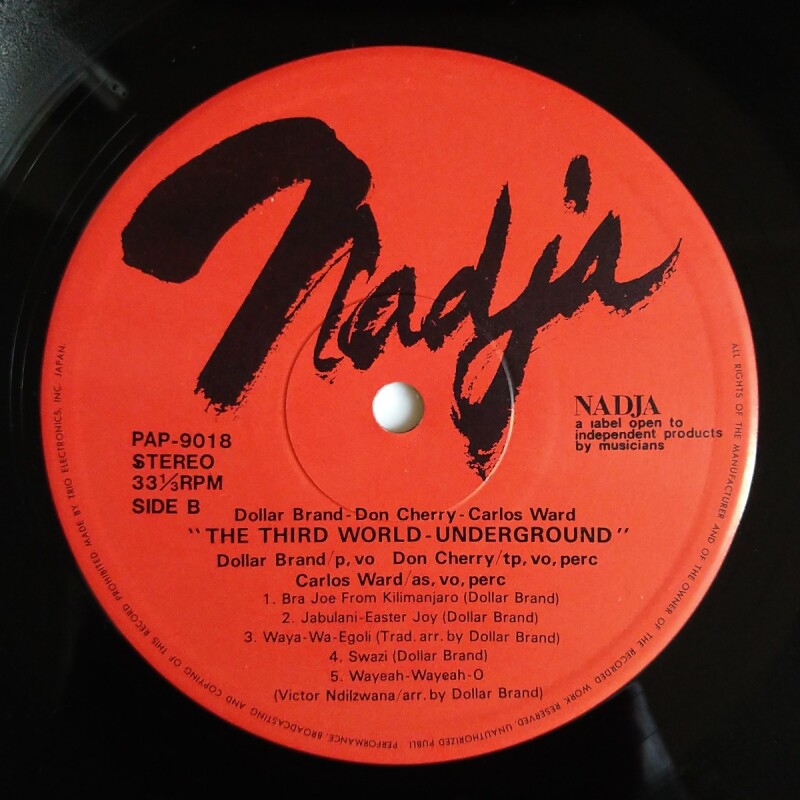 Nadja
NADJA
a label open to
independent products
by musicians
PAP-9018
STEREO
33⅓RPM
SIDE B
Dollar Brand-Don Cherry-Carlos Ward
"THE THIRD WORLD-UNDERGROUND"
Dollar Brand/p, vo Don Cherry/tp, vo, perc
Carlos Ward/as, vo, perc
1. Bra Joe From Kilimanjaro (Dollar Brand)
2. Jabulani-Easter Joy (Dollar Brand)
3. Waya-Wa-Egoli (Trad. arr. by Dollar Brand)
4. Swazi (Dollar Brand)
5. Wayeah-Wayeah-O
(Victor Ndilzwana/arr. by Dollar Brand)
ALL RIGHTS OF THE MANUFACTURER AND OF THE OWNER OF THE RECORDED WORK RESERVED. UNAUTHORIZED PUBLI PERFORMANCE, BROADCASTING AND COPYING OF THIS RECORD PROHIBITED MADE BY TRIO ELECTRONICS, INC. JAPAN.